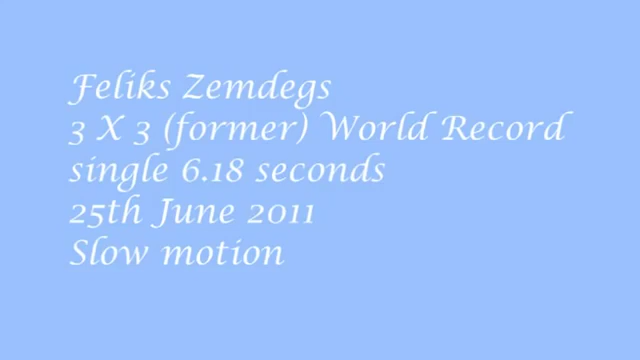 Feliks Zemdegs
3 X 3 (former) World Record
single 6.18 seconds
25th June 2011
Slow motion